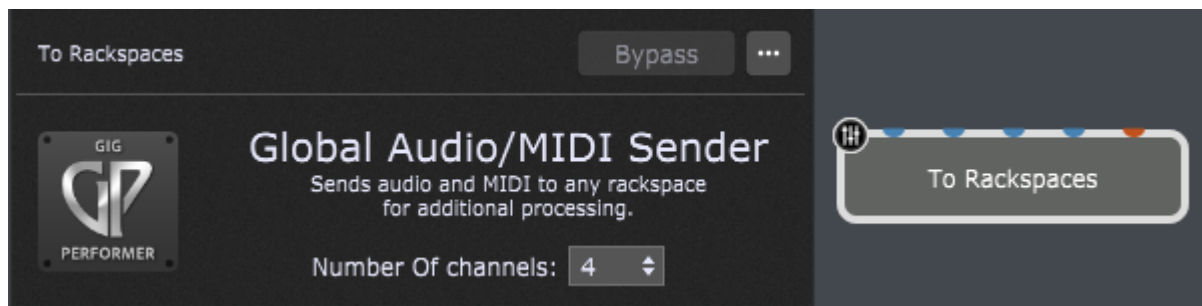 To Rackspaces
Bypass
...
GIG
GP
PERFORMER
Global Audio/MIDI Sender
Sends audio and MIDI to any rackspace
for additional processing.
Number Of channels: 4
To Rackspaces